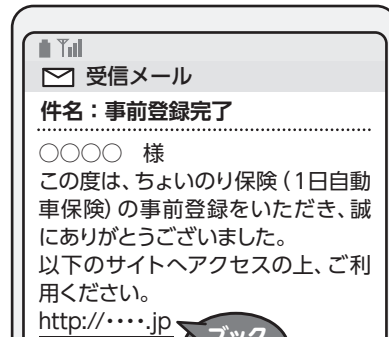 受信メール
件名：事前登録完了
○○○○　様
この度は、ちょいのり保険（1日自動
車保険）の事前登録をいただき、誠
にありがとうございました。
以下のサイトへアクセスの上、ご利
用ください。
http://････.jp
ブック